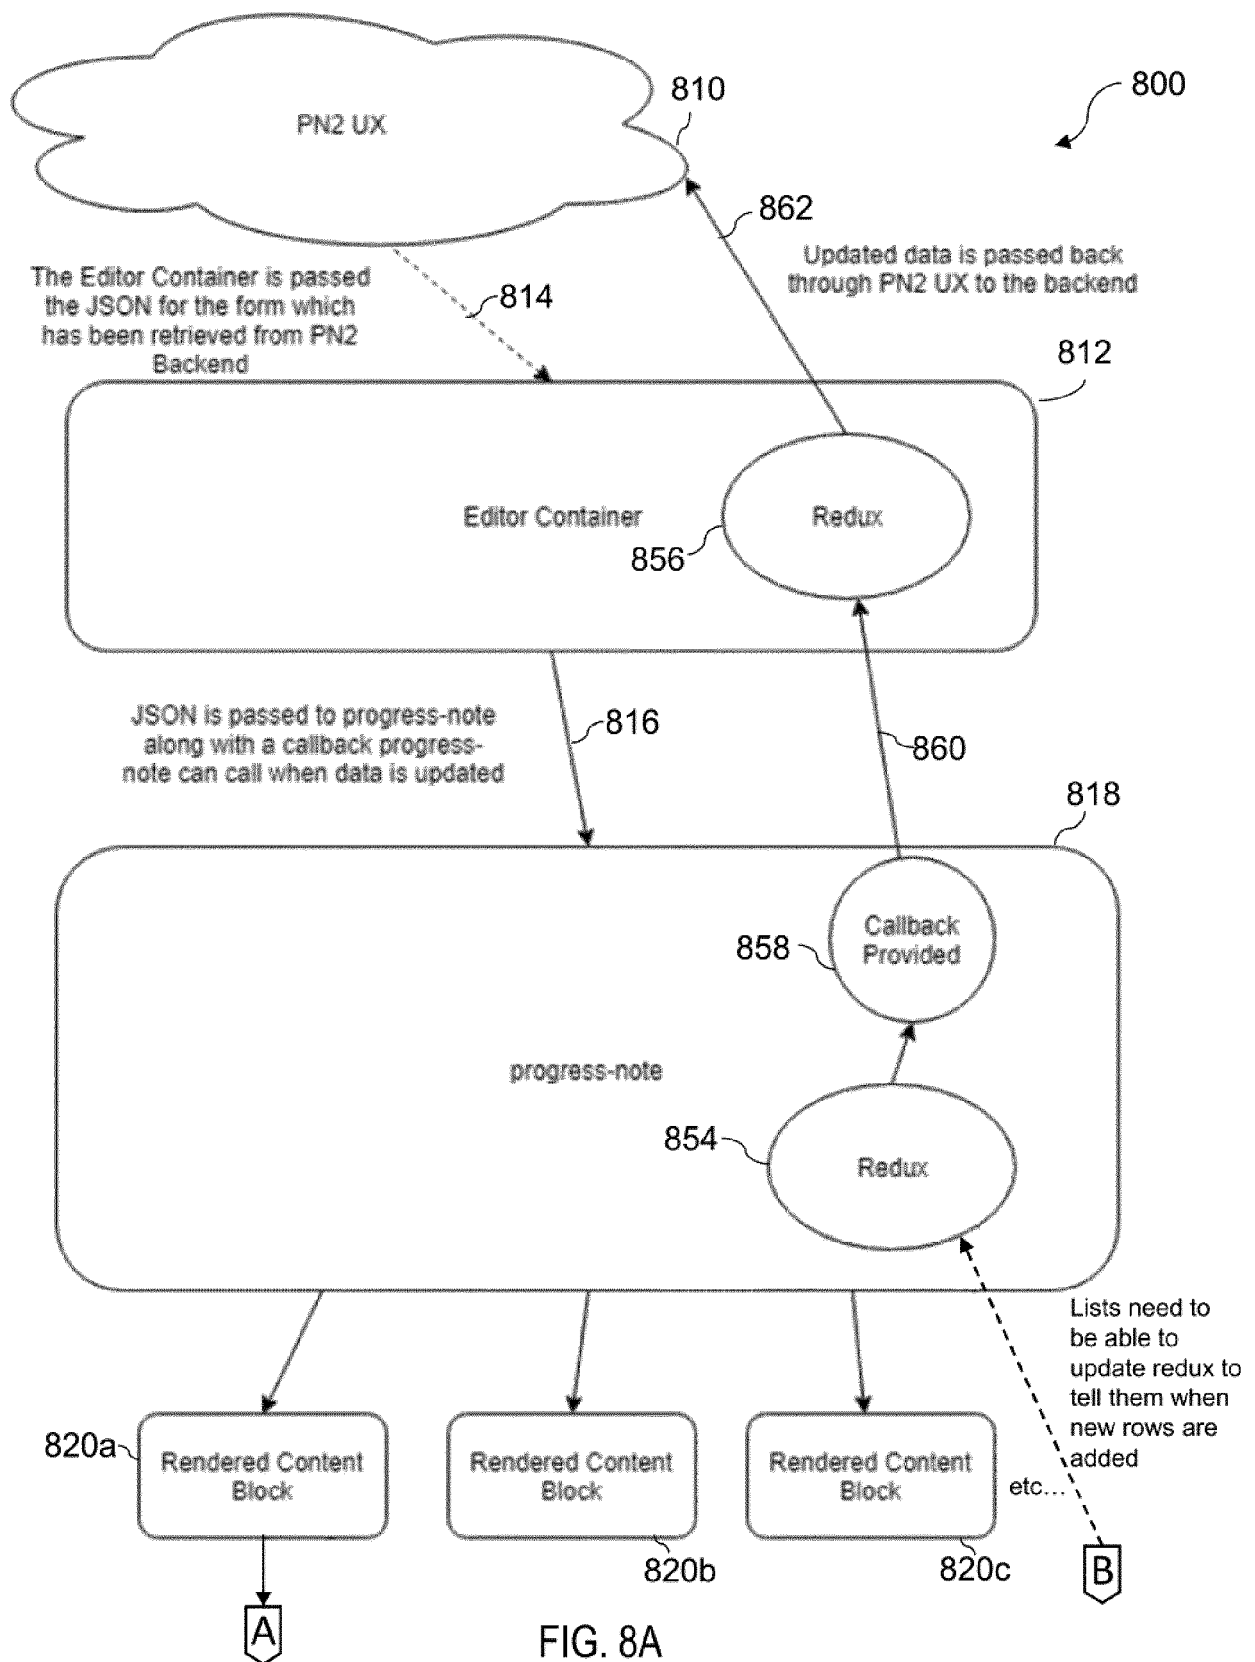 800
810
PN2 UX
862
Updated data is passed back
through PN2 UX to the backend
The Editor Container is passed
the JSON for the form which
has been retrieved from PN2
Backend
814
812
Editor Container
Redux
856
JSON is passed to progress-note
along with a callback progress-
note can call when data is updated
816
860
818
Callback
Provided
858
progress-note
854
Redux
Lists need to
be able to
update redux to
tell them when
new rows are
added
820a
Rendered Content
Block
Rendered Content
Block
Rendered Content
Block
etc...
820b
820c
B
A
FIG. 8A